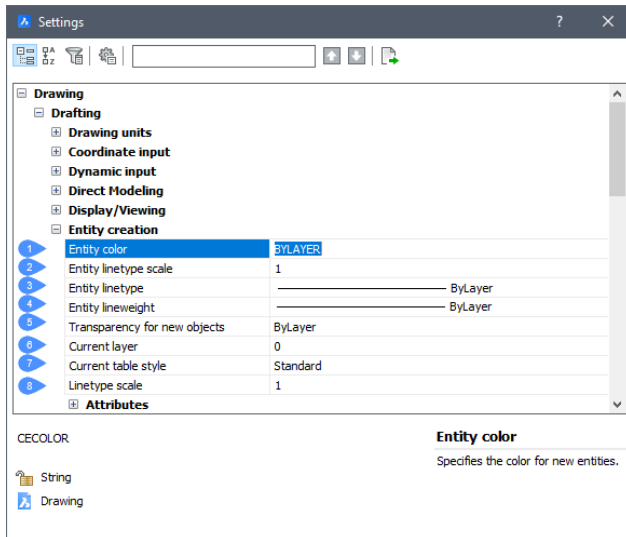 Settings
Drawing
Drafting
Drawing units
Coordinate input
Dynamic input
Direct Modeling
Display/Viewing
Entity creation
1 Entity color BYLAYER
2 Entity linetype scale 1
3 Entity linetype ByLayer
4 Entity lineweight ByLayer
5 Transparency for new objects ByLayer
6 Current layer 0
7 Current table style Standard
8 Linetype scale 1
Attributes
CECOLOR
String
Drawing
Entity color
Specifies the color for new entities.